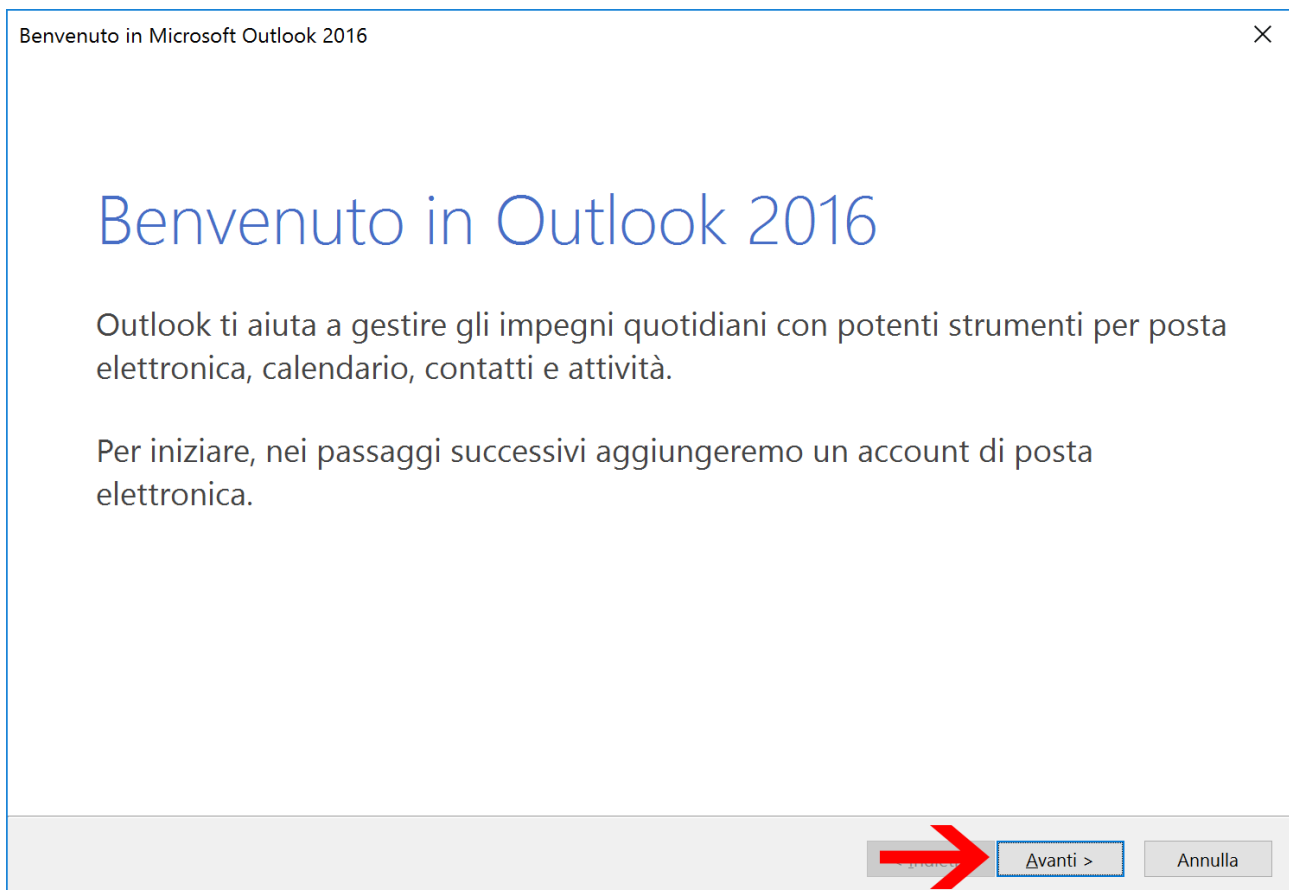 Benvenuto in Microsoft Outlook 2016
Benvenuto in Outlook 2016
Outlook ti aiuta a gestire gli impegni quotidiani con potenti strumenti per posta
elettronica, calendario, contatti e attività.
Per iniziare, nei passaggi successivi aggiungeremo un account di posta
elettronica.
Avanti > Annulla